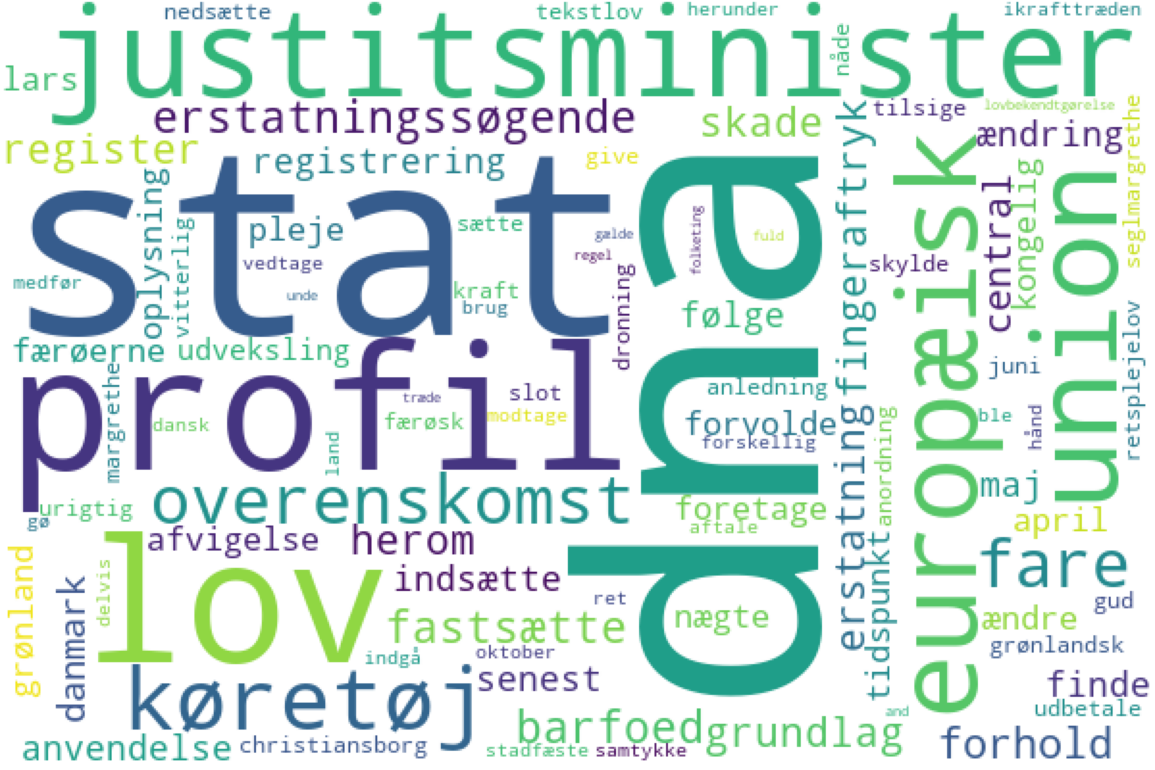 nedsætte
tekstlov
herunder
ikrafttræden
justitsminister
nåde
lars
erstatningssøgende
skade
tilsige
lovbekendtgørelse
register
registrering
give
ændring
stat
oplysning
vitterlig
pleje
vedtage
unde
medfør
sætte
gælde
regel
kraft
brug
dronning
dna
folketing
fuld
følge
fingeraftryk
europæisk
skylde
central
kongelig
union
seglmargrethe
færøerne
udveksling
profil
margrethe
dansk
land
træde
færøsk
slot
modtage
anledning
forvolde
forskellig
erstatning
anordning
juni
ble
hånd
retsplejelov
urigtig
gø
overenskomst
foretage
aftale
maj
april
lov
afvigelse
herom
indsætte
ret
fastsætte
nægte
tidspunkt
fare
gud
ændre
grønlandsk
grønland
danmark
delvis
indgå
oktober
køretøj
senest
finde
udbetale
and
barfoed
grundlag
forhold
anvendelse
christiansborg
stadfæste
samtykke